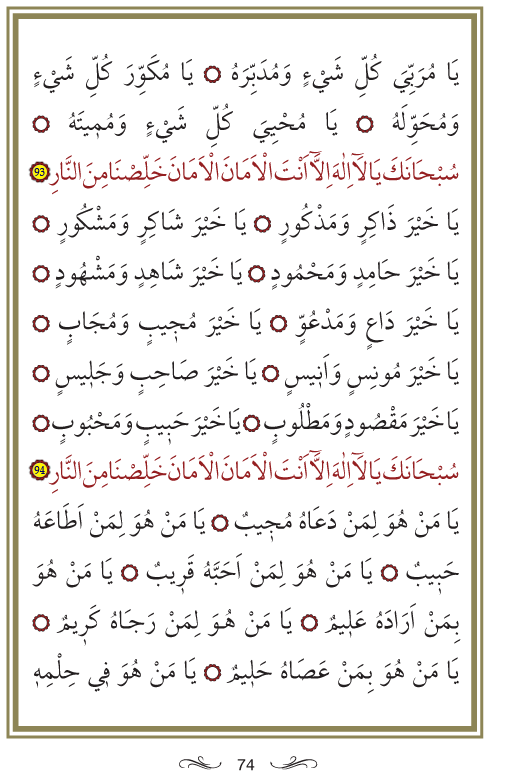 يَا مُرَبِّيَ كُلِّ شَيْءٍ وَمُدَبِّرَهُ ۞ يَا مُكَوِّرَ كُلِّ شَيْءٍ
وَمُحَوِّلَهُ ۞ يَا مُحْيِيَ كُلِّ شَيْءٍ وَمُمِيتَهُ ۞
سُبْحَانَكَ يَا لَٓا اِلٰهَ اِلَّٓا اَنْتَ الْاَمَانَ الْاَمَانَ خَلِّصْنَا مِنَ النَّارِ 93
يَا خَيْرَ ذَاكِرٍ وَمَذْكُورٍ ۞ يَا خَيْرَ شَاكِرٍ وَمَشْكُورٍ ۞
يَا خَيْرَ حَامِدٍ وَمَحْمُودٍ ۞ يَا خَيْرَ شَاهِدٍ وَمَشْهُودٍ ۞
يَا خَيْرَ دَاعٍ وَمَدْعُوٍّ ۞ يَا خَيْرَ مُجٖيبٍ وَمُجَابٍ ۞
يَا خَيْرَ مُونِسٍ وَاَنٖيسٍ ۞ يَا خَيْرَ صَاحِبٍ وَجَلٖيسٍ ۞
يَا خَيْرَ مَقْصُودٍ وَمَطْلُوبٍ ۞ يَا خَيْرَ حَبٖيبٍ وَمَحْبُوبٍ ۞
سُبْحَانَكَ يَا لَٓا اِلٰهَ اِلَّٓا اَنْتَ الْاَمَانَ الْاَمَانَ خَلِّصْنَا مِنَ النَّارِ 94
يَا مَنْ هُوَ لِمَنْ دَعَاهُ مُجٖيبٌ ۞ يَا مَنْ هُوَ لِمَنْ اَطَاعَهُ
حَبٖيبٌ ۞ يَا مَنْ هُوَ لِمَنْ اَحَبَّهُ قَرٖيبٌ ۞ يَا مَنْ هُوَ
بِمَنْ اَرَادَهُ عَلٖيمٌ ۞ يَا مَنْ هُوَ لِمَنْ رَجَاهُ كَرٖيمٌ ۞
يَا مَنْ هُوَ بِمَنْ عَصَاهُ حَلٖيمٌ ۞ يَا مَنْ هُوَ فٖي حِلْمِهٖ
74